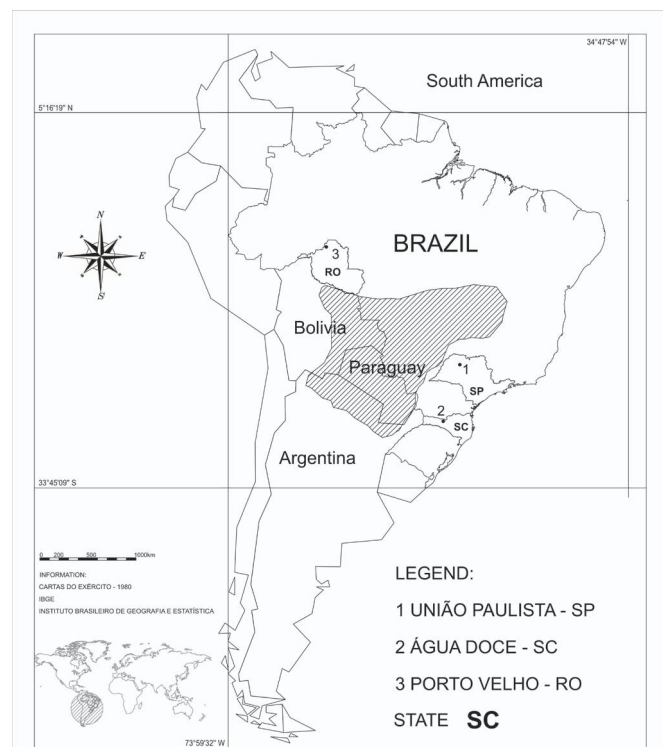 34°47'54" W
South America
5°16'19" N
N
W E
S
BRAZIL
3
RO
Bolivia
Paraguay
1
SP
2
SC
Argentina
33°45'09" S
0 200 500 1000km
INFORMATION:
CARTAS DO EXÉRCITO - 1980
IBGE
INSTITUTO BRASILEIRO DE GEOGRAFIA E ESTATÍSTICA
LEGEND:
1 UNIÃO PAULISTA - SP
2 ÁGUA DOCE - SC
3 PORTO VELHO - RO
STATE SC
73°59'32" W